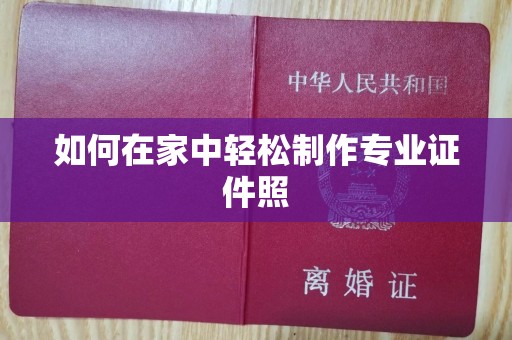 中华人民共和国
如何在家中轻松制作专业证
件照
离婚证